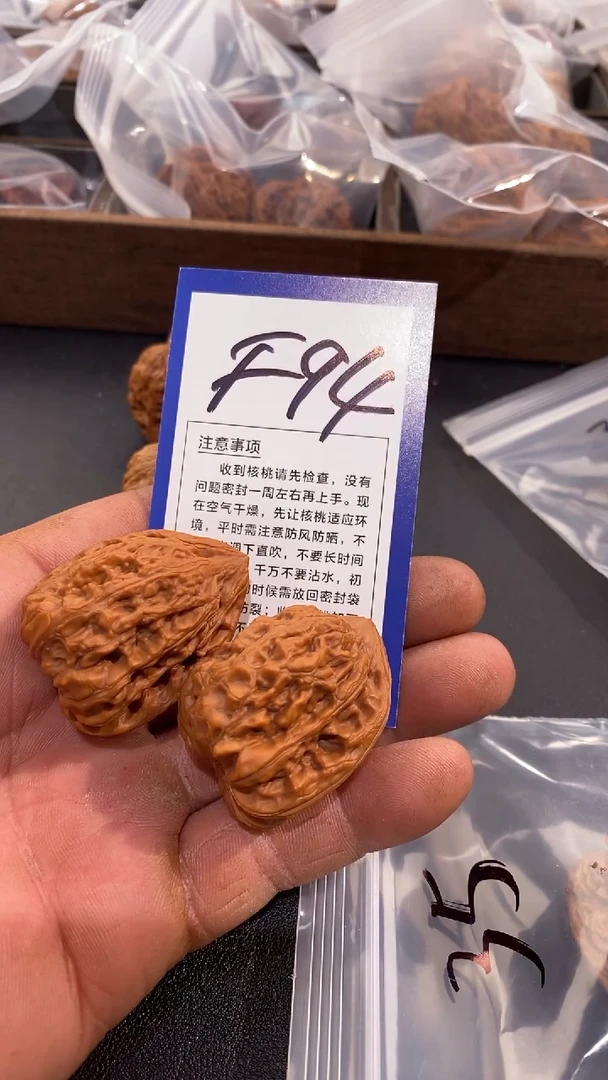 F94
注意事项
收到核桃请先检查，没有
问题密封一周左右再上手。现
在空气干燥，先让核桃适应环
境，平时需注意防风防晒，不
调下直吹，不要长时间
千万不要沾水，初
时候需放回密封袋
防裂；
35